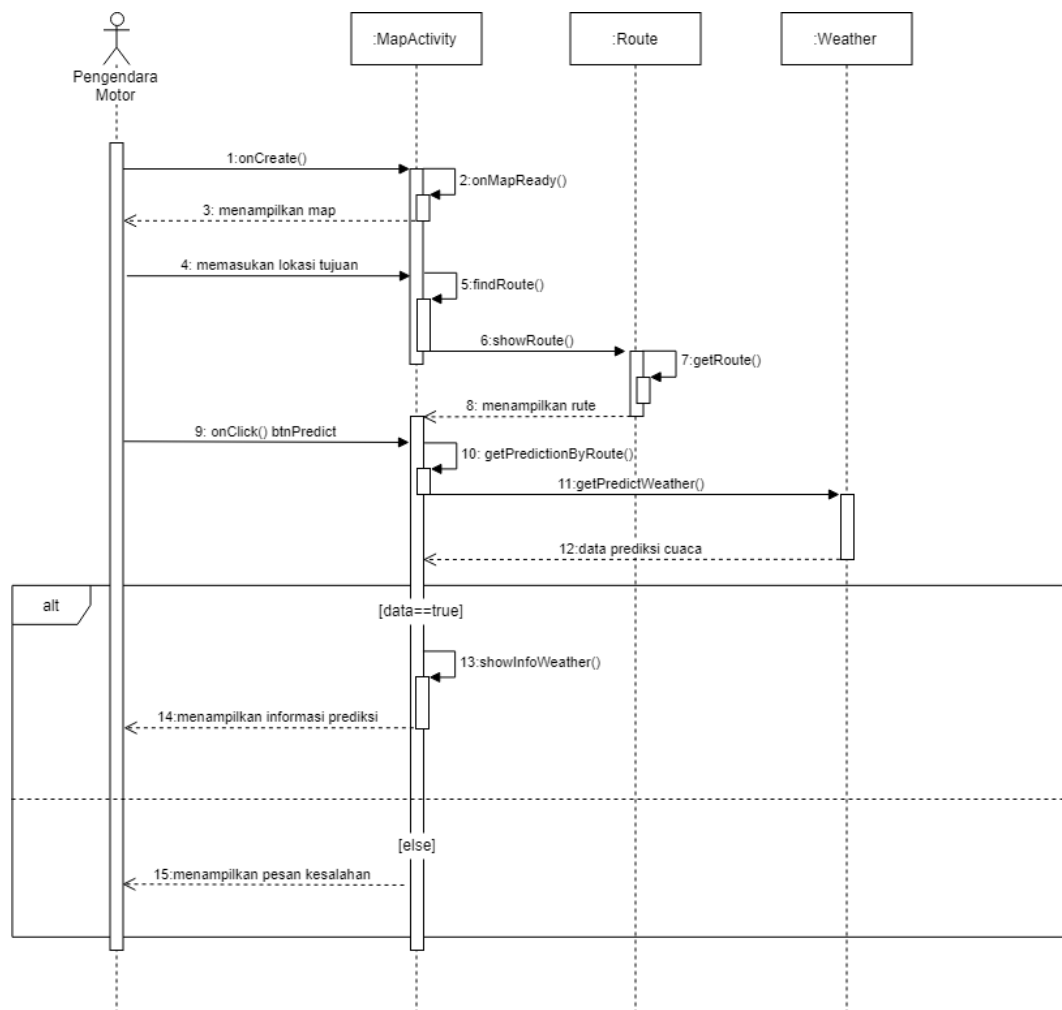 :MapActivity
:Route
:Weather
Pengendara
Motor
1:onCreate()
2:onMapReady()
3: menampilkan map
4: memasukan lokasi tujuan
5:findRoute()
6:showRoute()
7:getRoute()
8: menampilkan rute
9: onClick() btnPredict
10: getPredictionByRoute()
11:getPredictWeather()
12:data prediksi cuaca
alt
[data==true]
13:showInfoWeather()
14:menampilkan informasi prediksi
[else]
15:menampilkan pesan kesalahan